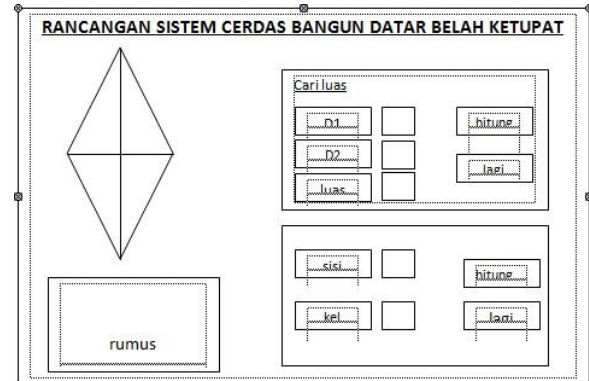 RANCANGAN SISTEM CERDAS BANGUN DATAR BELAH KETUPAT
Cari luas
D1
hitung
D2
lagi
luas
sisi
hitung
kel
lagi
rumus